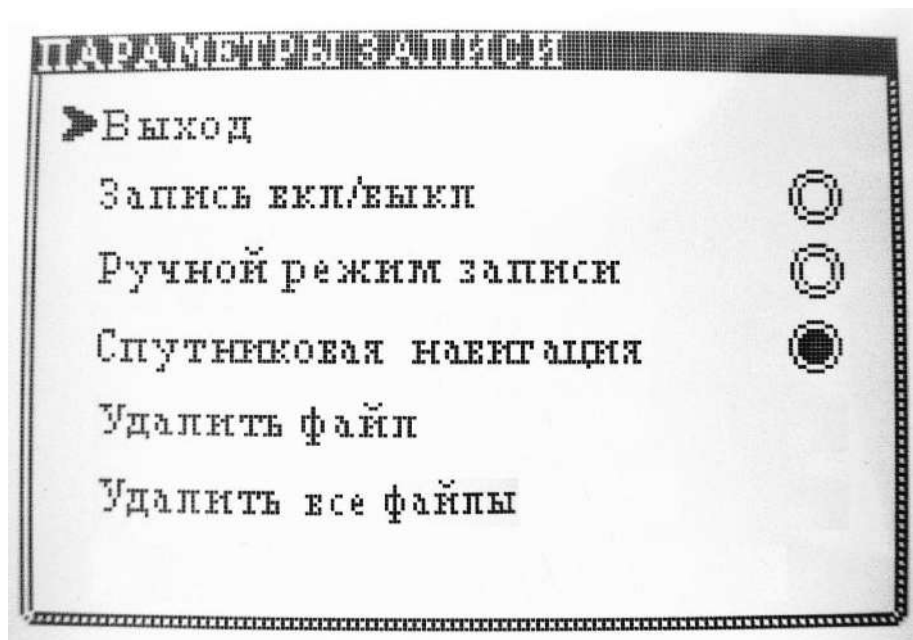 ПАРАМЕТРЫ ЗАПИСИ
Выход
Запись вкл/выкл
Ручной режим записи
Спутниковая навигация
Удалить файл
Удалить все файлы